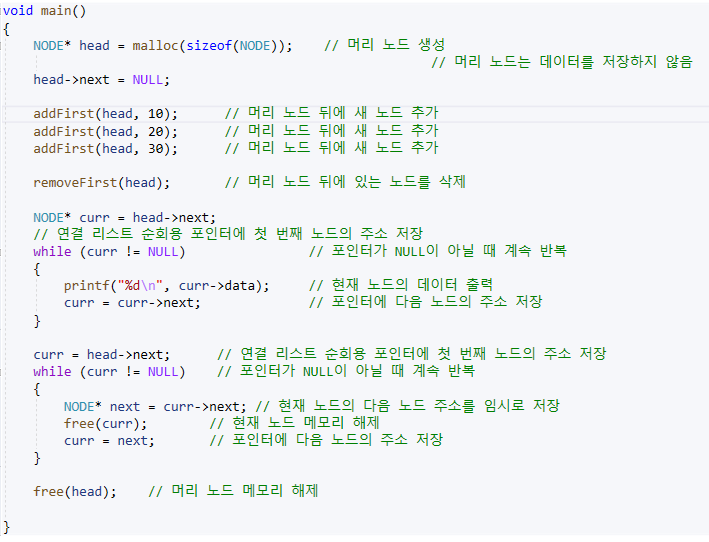 void main()
{
NODE* head = malloc(sizeof(NODE)); // 머리 노드 생성
// 머리 노드는 데이터를 저장하지 않음
head->next = NULL;
addFirst(head, 10); // 머리 노드 뒤에 새 노드 추가
addFirst(head, 20); // 머리 노드 뒤에 새 노드 추가
addFirst(head, 30); // 머리 노드 뒤에 새 노드 추가
removeFirst(head); // 머리 노드 뒤에 있는 노드를 삭제
NODE* curr = head->next;
// 연결 리스트 순회용 포인터에 첫 번째 노드의 주소 저장
while (curr != NULL) // 포인터가 NULL이 아닐 때 계속 반복
{
printf("%d\n", curr->data); // 현재 노드의 데이터 출력
curr = curr->next; // 포인터에 다음 노드의 주소 저장
}
curr = head->next; // 연결 리스트 순회용 포인터에 첫 번째 노드의 주소 저장
while (curr != NULL) // 포인터가 NULL이 아닐 때 계속 반복
{
NODE* next = curr->next; // 현재 노드의 다음 노드 주소를 임시로 저장
free(curr); // 현재 노드 메모리 해제
curr = next; // 포인터에 다음 노드의 주소 저장
}
free(head); // 머리 노드 메모리 해제
}